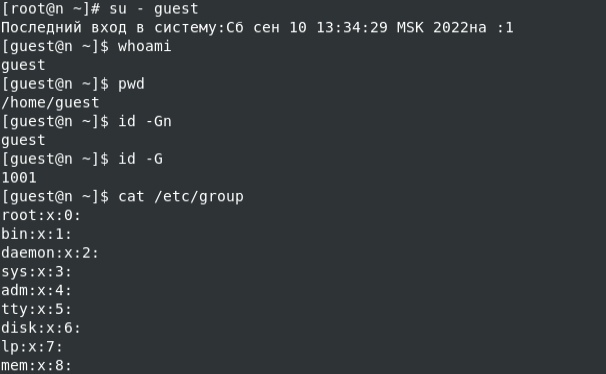 [root@n ~]# su - guest
Последний вход в систему:Сб сен 10 13:34:29 MSK 2022на :1
[guest@n ~]$ whoami
guest
[guest@n ~]$ pwd
/home/guest
[guest@n ~]$ id -Gn
guest
[guest@n ~]$ id -G
1001
[guest@n ~]$ cat /etc/group
root:x:0:
bin:x:1:
daemon:x:2:
sys:x:3:
adm:x:4:
tty:x:5:
disk:x:6:
lp:x:7:
mem:x:8: